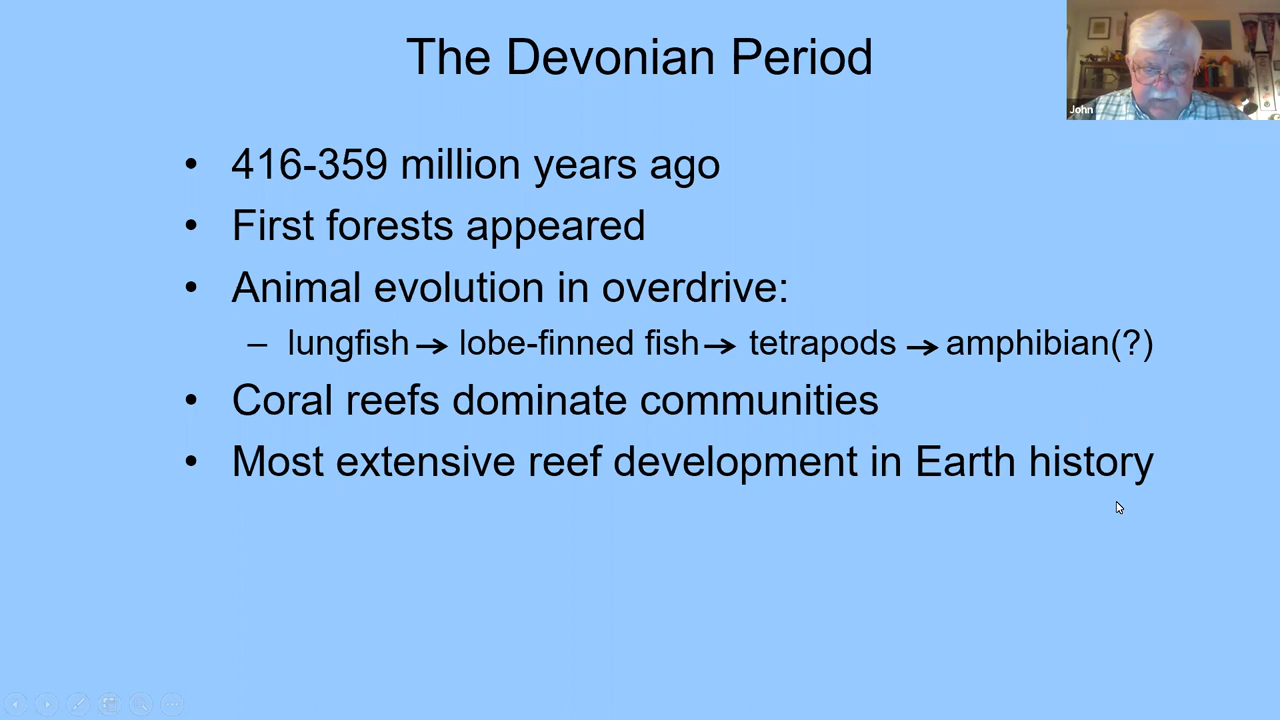 The Devonian Period
John
• 416-359 million years ago
• First forests appeared
• Animal evolution in overdrive:
– lungfish → lobe-finned fish → tetrapods → amphibian(?)
• Coral reefs dominate communities
• Most extensive reef development in Earth history